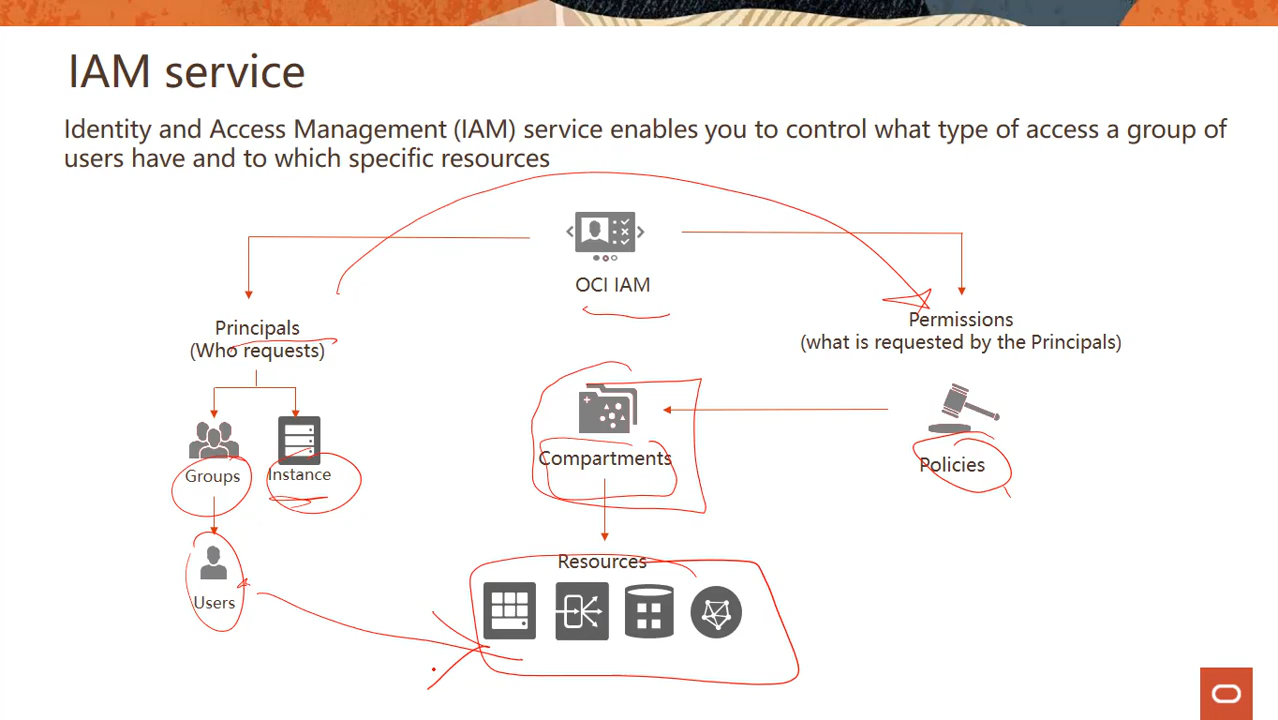 IAM service
Identity and Access Management (IAM) service enables you to control what type of access a group of
users have and to which specific resources
OCI IAM
Principals
(Who requests)
Permissions
(what is requested by the Principals)
Groups
Instance
Compartments
Policies
Resources
Users